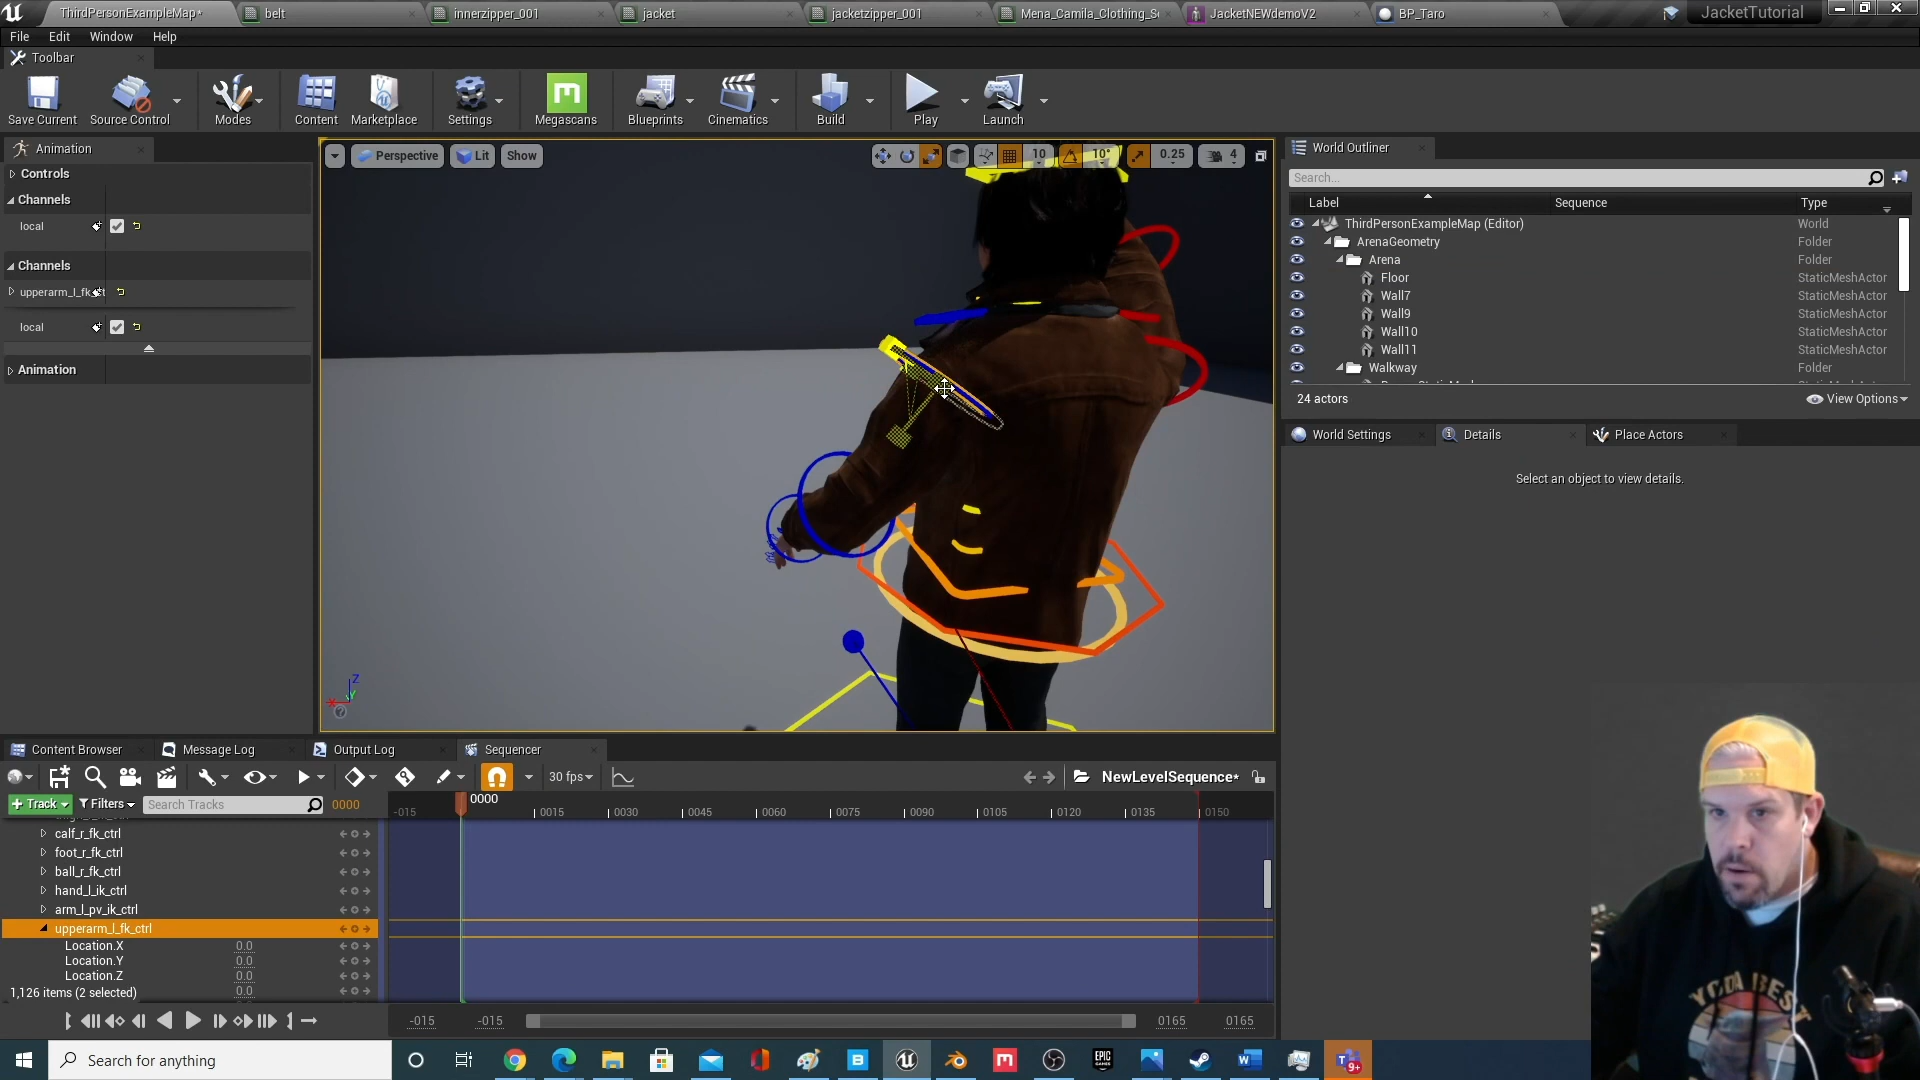 ThirdPersonExampleMap*
belt
innerzipper_001
jacket
jacketzipper_001
Mena_Camila_Clothing_S
JacketNEWdemoV2
BP_Taro
JacketTutorial
File
Edit
Window
Help
Toolbar
Save Current
Source Control
Modes
Content
Marketplace
Settings
Megascans
Blueprints
Cinematics
Build
Play
Launch
Animation
Controls
Channels
local
Channels
upperarm_l_fk_ct
local
Animation
Perspective
Lit
Show
10
10°
0.25
4
World Outliner
Search...
Label
Sequence
Type
ThirdPersonExampleMap (Editor)
World
ArenaGeometry
Folder
Arena
Folder
Floor
StaticMeshActor
Wall7
StaticMeshActor
Wall9
StaticMeshActor
Wall10
StaticMeshActor
Wall11
StaticMeshActor
Walkway
Folder
24 actors
View Options
World Settings
Details
Place Actors
Select an object to view details.
Z
Y
X
Content Browser
Message Log
Output Log
Sequencer
30 fps
NewLevelSequence*
+ Track
Filters
Search Tracks
0000
0000
-015
0015
0030
0045
0060
0075
0090
0105
0120
0135
0150
calf_r_fk_ctrl
foot_r_fk_ctrl
ball_r_fk_ctrl
hand_l_ik_ctrl
arm_l_pv_ik_ctrl
upperarm_l_fk_ctrl
Location.X
0.0
Location.Y
0.0
Location.Z
0.0
1,126 items (2 selected)
0.0
-015
-015
0165
0165
Search for anything
EPIC
GAMES
9+
YODA BEST